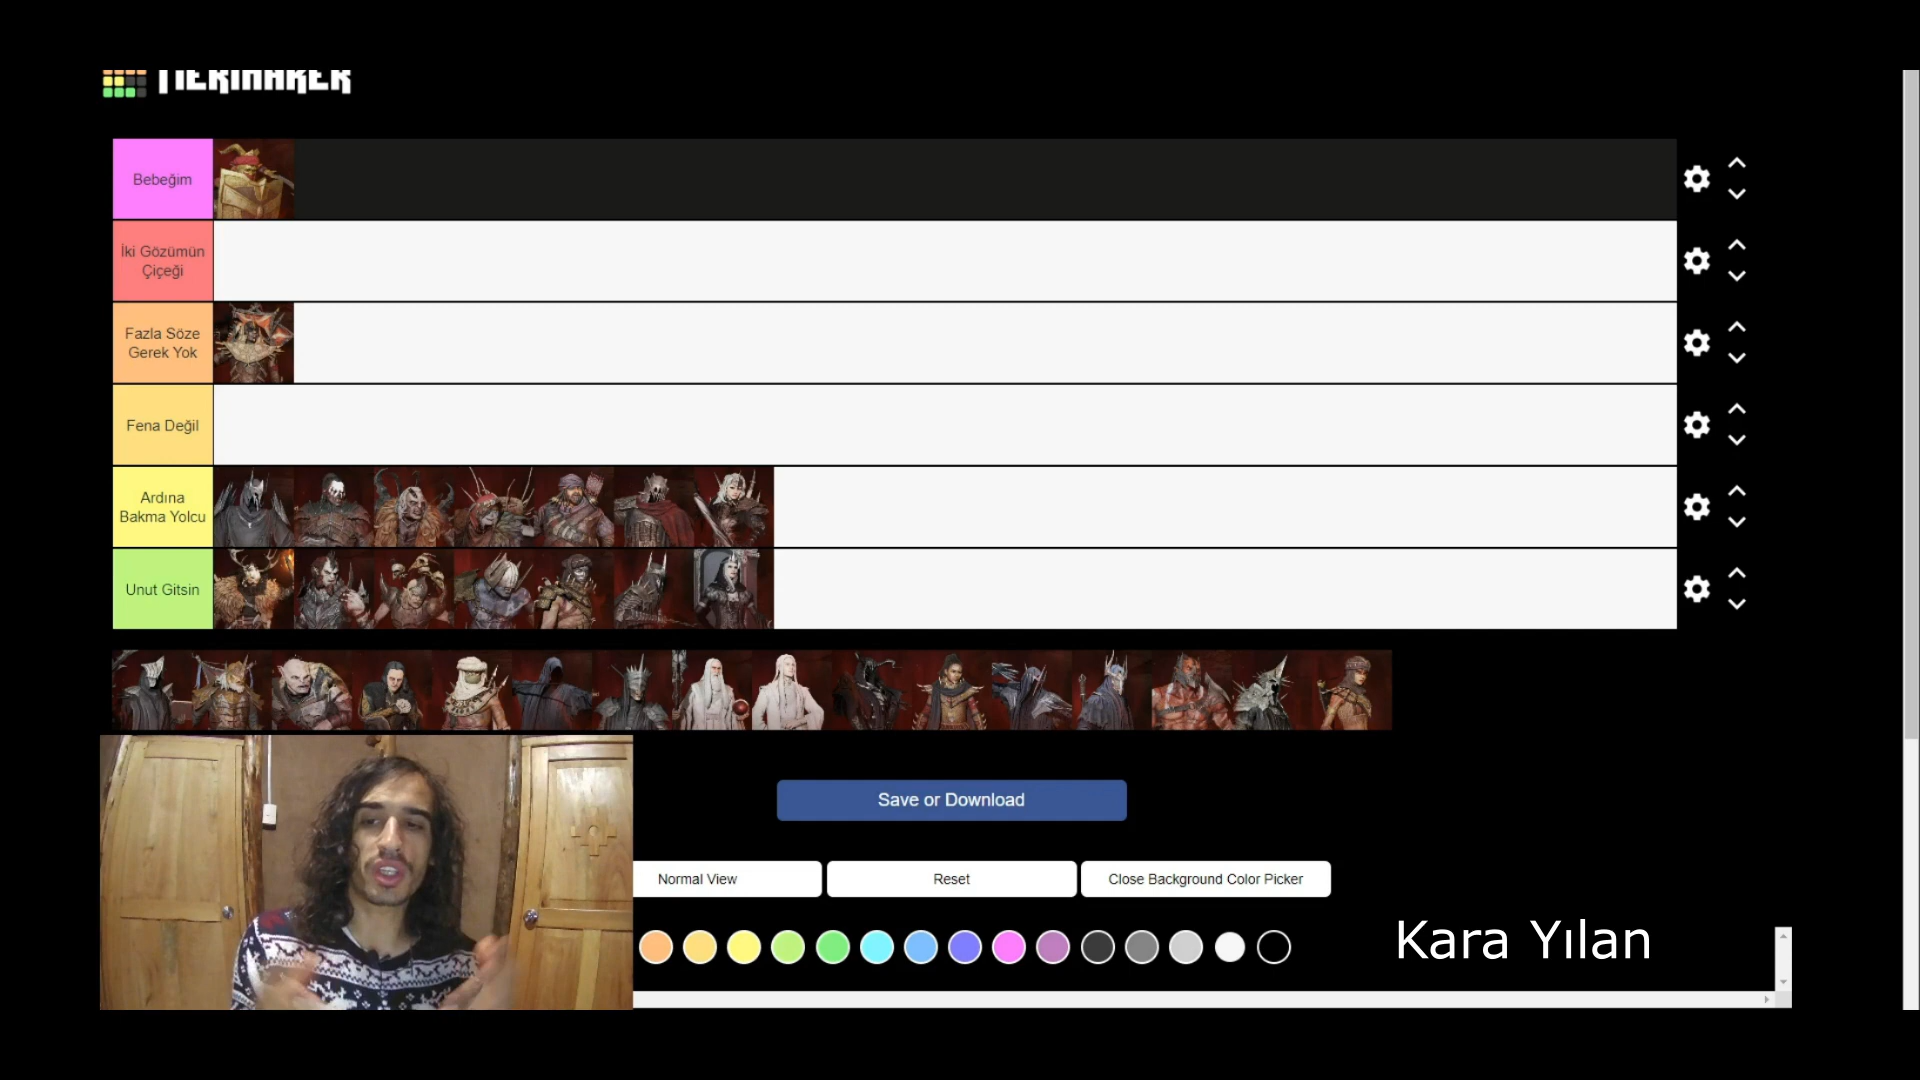 TIERMAKER
Bebeğim
İki Gözümün
Çiçeği
Fazla Söze
Gerek Yok
Fena Değil
Ardına
Bakma Yolcu
Unut Gitsin
Save or Download
Normal View
Reset
Close Background Color Picker
Kara Yılan